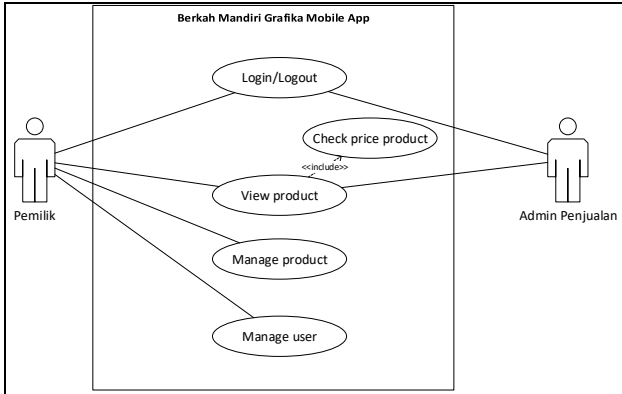 Berkah Mandiri Grafika Mobile App
Login/Logout
Check price product
<<include>>
View product
Pemilik
Admin Penjualan
Manage product
Manage user